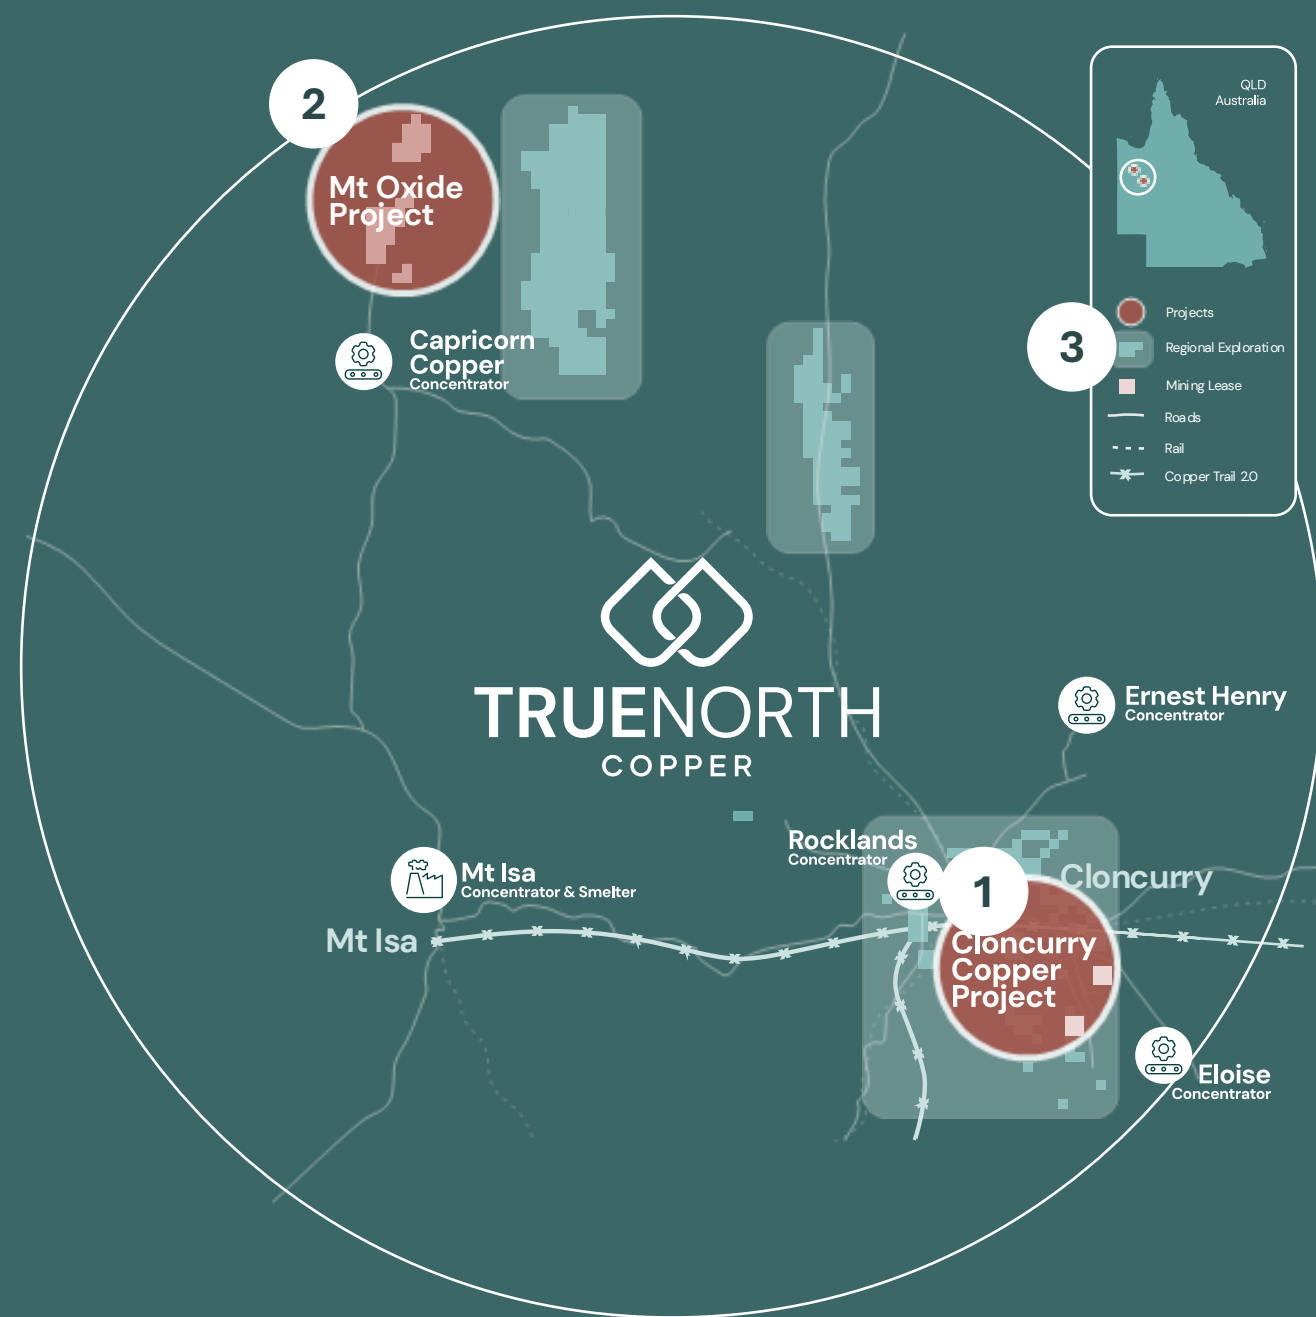 2
Mt Oxide
Project
Capricorn
Copper
Concentrator
QLD
Australia
3
Projects
Regional Exploration
Mining Lease
Roads
Rail
Copper Trail 2.0
TRUENORTH
COPPER
Ernest Henry
Concentrator
Rocklands
Concentrator
1
Cloncurry
Mt Isa
Concentrator & Smelter
Mt Isa
Cloncurry
Copper
Project
Eloise
Concentrator